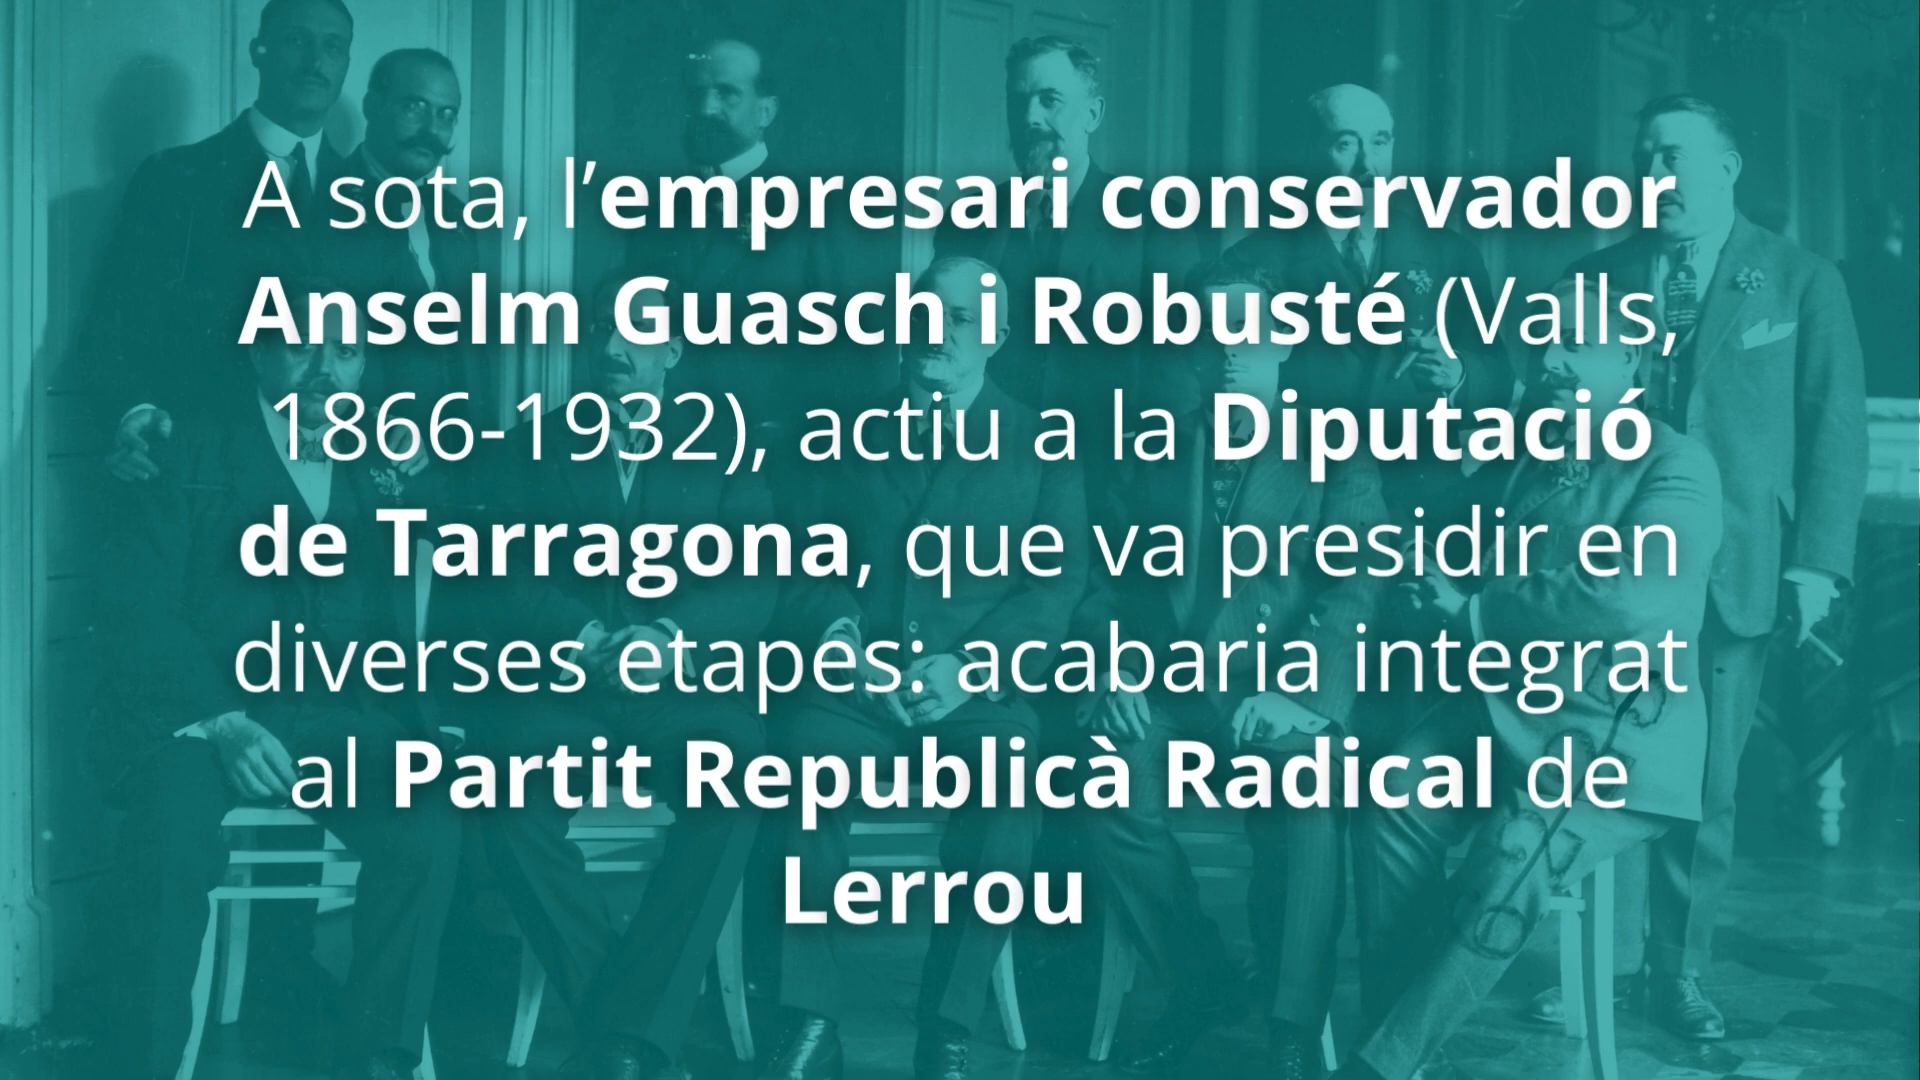 A sota, l’empresari conservador
Anselm Guasch i Robusté (Valls,
1866-1932), actiu a la Diputació
de Tarragona, que va presidir en
diverses etapes: acabaria integrat
al Partit Republicà Radical de
Lerrou